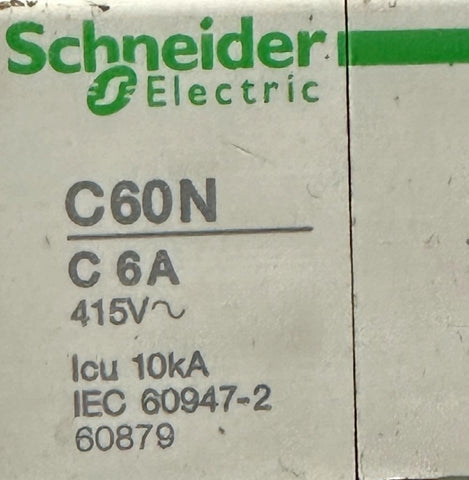 Schneider
Electric
C60N
C 6A
415V~
Icu 10kA
IEC 60947-2
60879